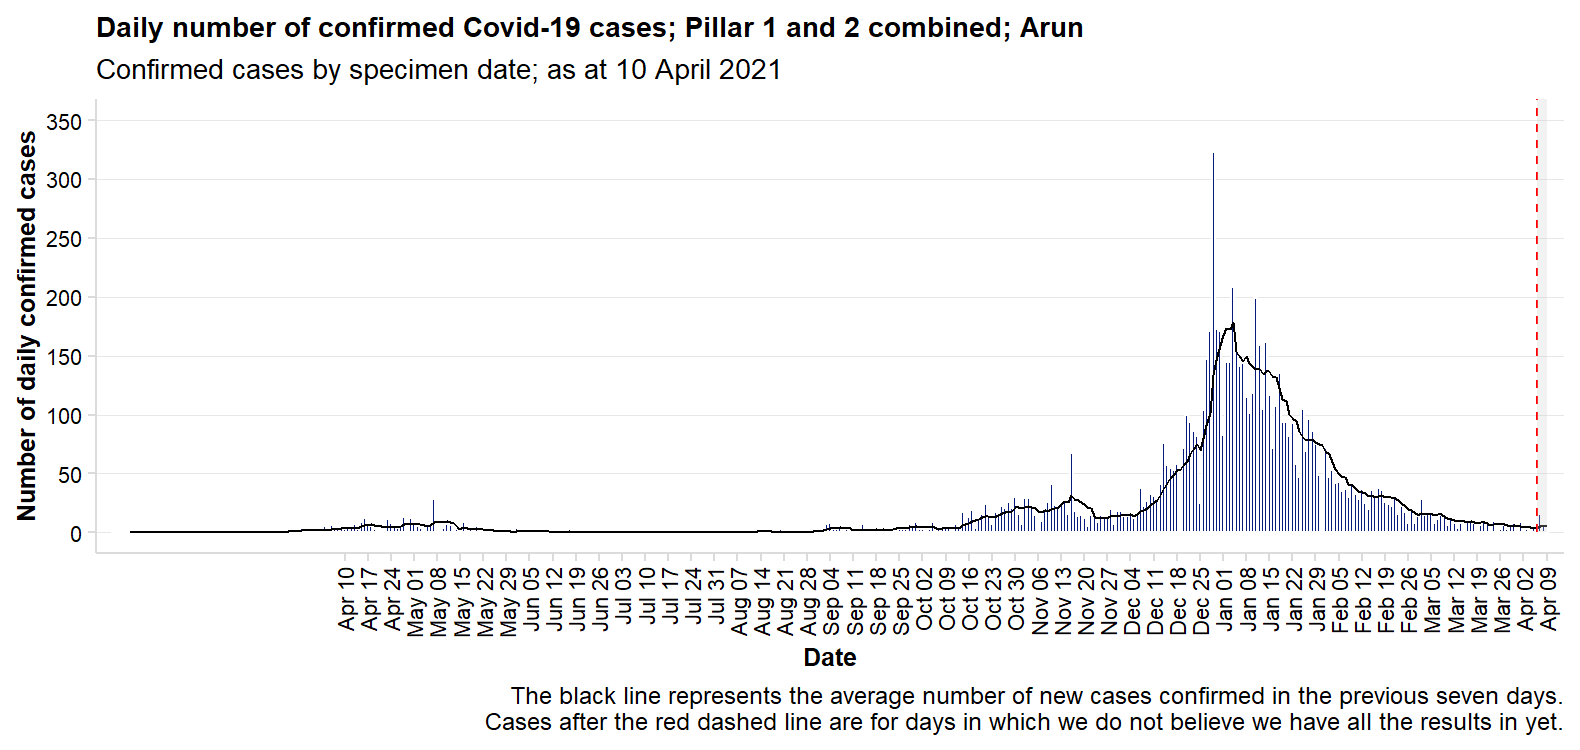 Daily number of confirmed Covid-19 cases; Pillar 1 and 2 combined; Arun
Confirmed cases by specimen date; as at 10 April 2021
Number of daily confirmed cases
350
300
250
200
150
100
50
0
Apr 10
Apr 17
Apr 24
May 01
May 08
May 15
May 22
May 29
Jun 05
Jun 12
Jun 19
Jun 26
Jul 03
Jul 10
Jul 17
Jul 24
Jul 31
Aug 07
Aug 14
Aug 21
Aug 28
Sep 04
Sep 11
Sep 18
Sep 25
Oct 02
Oct 09
Oct 16
Oct 23
Oct 30
Nov 06
Nov 13
Nov 20
Nov 27
Dec 04
Dec 11
Dec 18
Dec 25
Jan 01
Jan 08
Jan 15
Jan 22
Jan 29
Feb 05
Feb 12
Feb 19
Feb 26
Mar 05
Mar 12
Mar 19
Mar 26
Apr 02
Apr 09
Date
The black line represents the average number of new cases confirmed in the previous seven days.
Cases after the red dashed line are for days in which we do not believe we have all the results in yet.